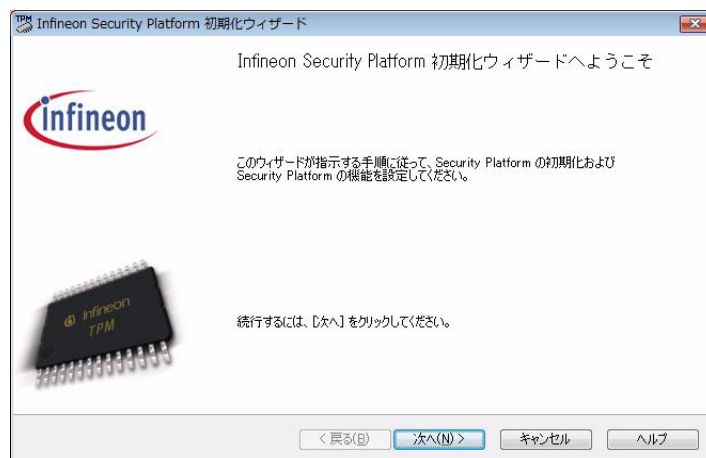 TPM Infineon Security Platform 初期化ウィザード
Infineon Security Platform 初期化ウィザードへようこそ
infineon
このウィザードが指示する手順に従って、Security Platform の初期化および
Security Platform の機能を設定してください。
Infineon
TPM
続行するには、[次へ] をクリックしてください。
< 戻る(B) 次へ(N) > キャンセル ヘルプ